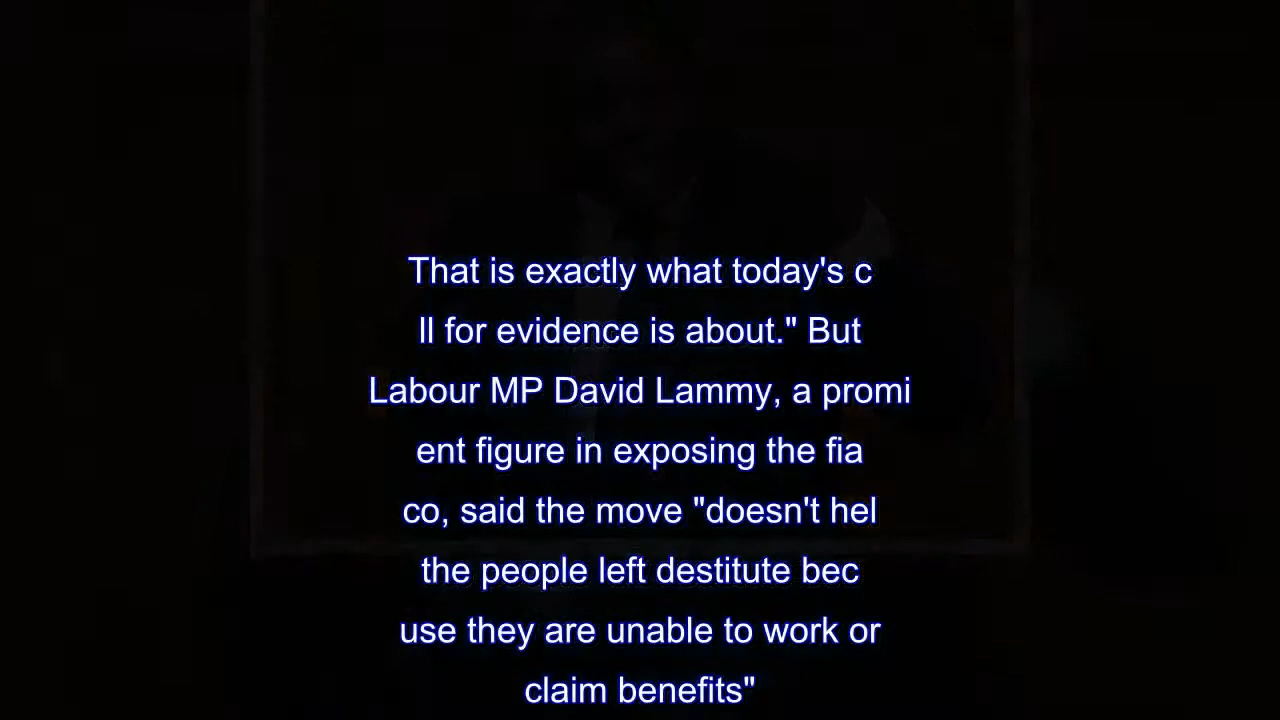 That is exactly what today's c
ll for evidence is about." But
Labour MP David Lammy, a promi
ent figure in exposing the fia
co, said the move "doesn't hel
the people left destitute bec
use they are unable to work or
claim benefits"